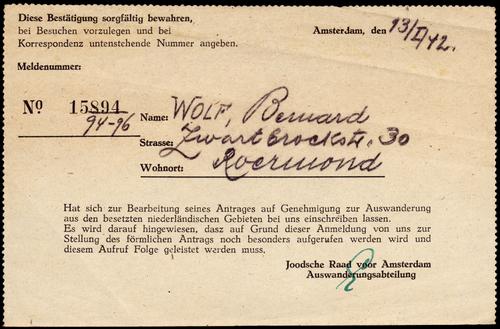 Diese Bestätigung sorgfältig bewahren,
bei Besuchen vorzulegen und bei
Korrespondenz untenstehende Nummer angeben.
Amsterdam, den 13/I/42.
Meldenummer:
No 15894
94-96
Name: WOLF, Bernard
Strasse: Zwartbroekstr. 30
Wohnort: Roermond
Hat sich zur Bearbeitung seines Antrages auf Genehmigung zur Auswanderung
aus den besetzten niederländischen Gebieten bei uns einschreiben lassen.
Es wird darauf hingewiesen, dasz auf Grund dieser Anmeldung von uns zur
Stellung des förmlichen Antrags noch besonders aufgerufen werden wird und
diesem Aufruf Folge geleistet werden muss.
Joodsche Raad voor Amsterdam
Auswanderungsabteilung